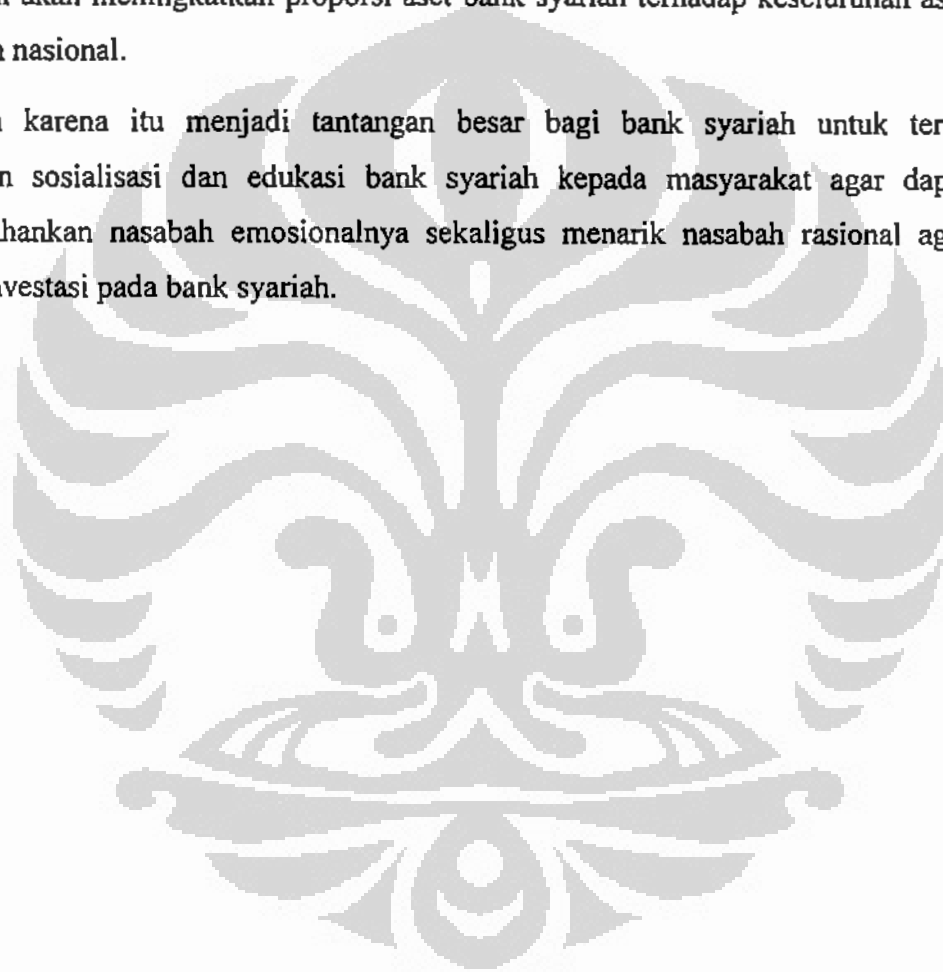 akan meningkatkan proporsi aset bank syariah terhadap keseluruhan as
nasional.
karena itu menjadi tantangan besar bagi bank syariah untuk ter
n sosialisasi dan edukasi bank syariah kepada masyarakat agar dap
ahankan nasabah emosionalnya sekaligus menarik nasabah rasional ag
vestasi pada bank syariah.